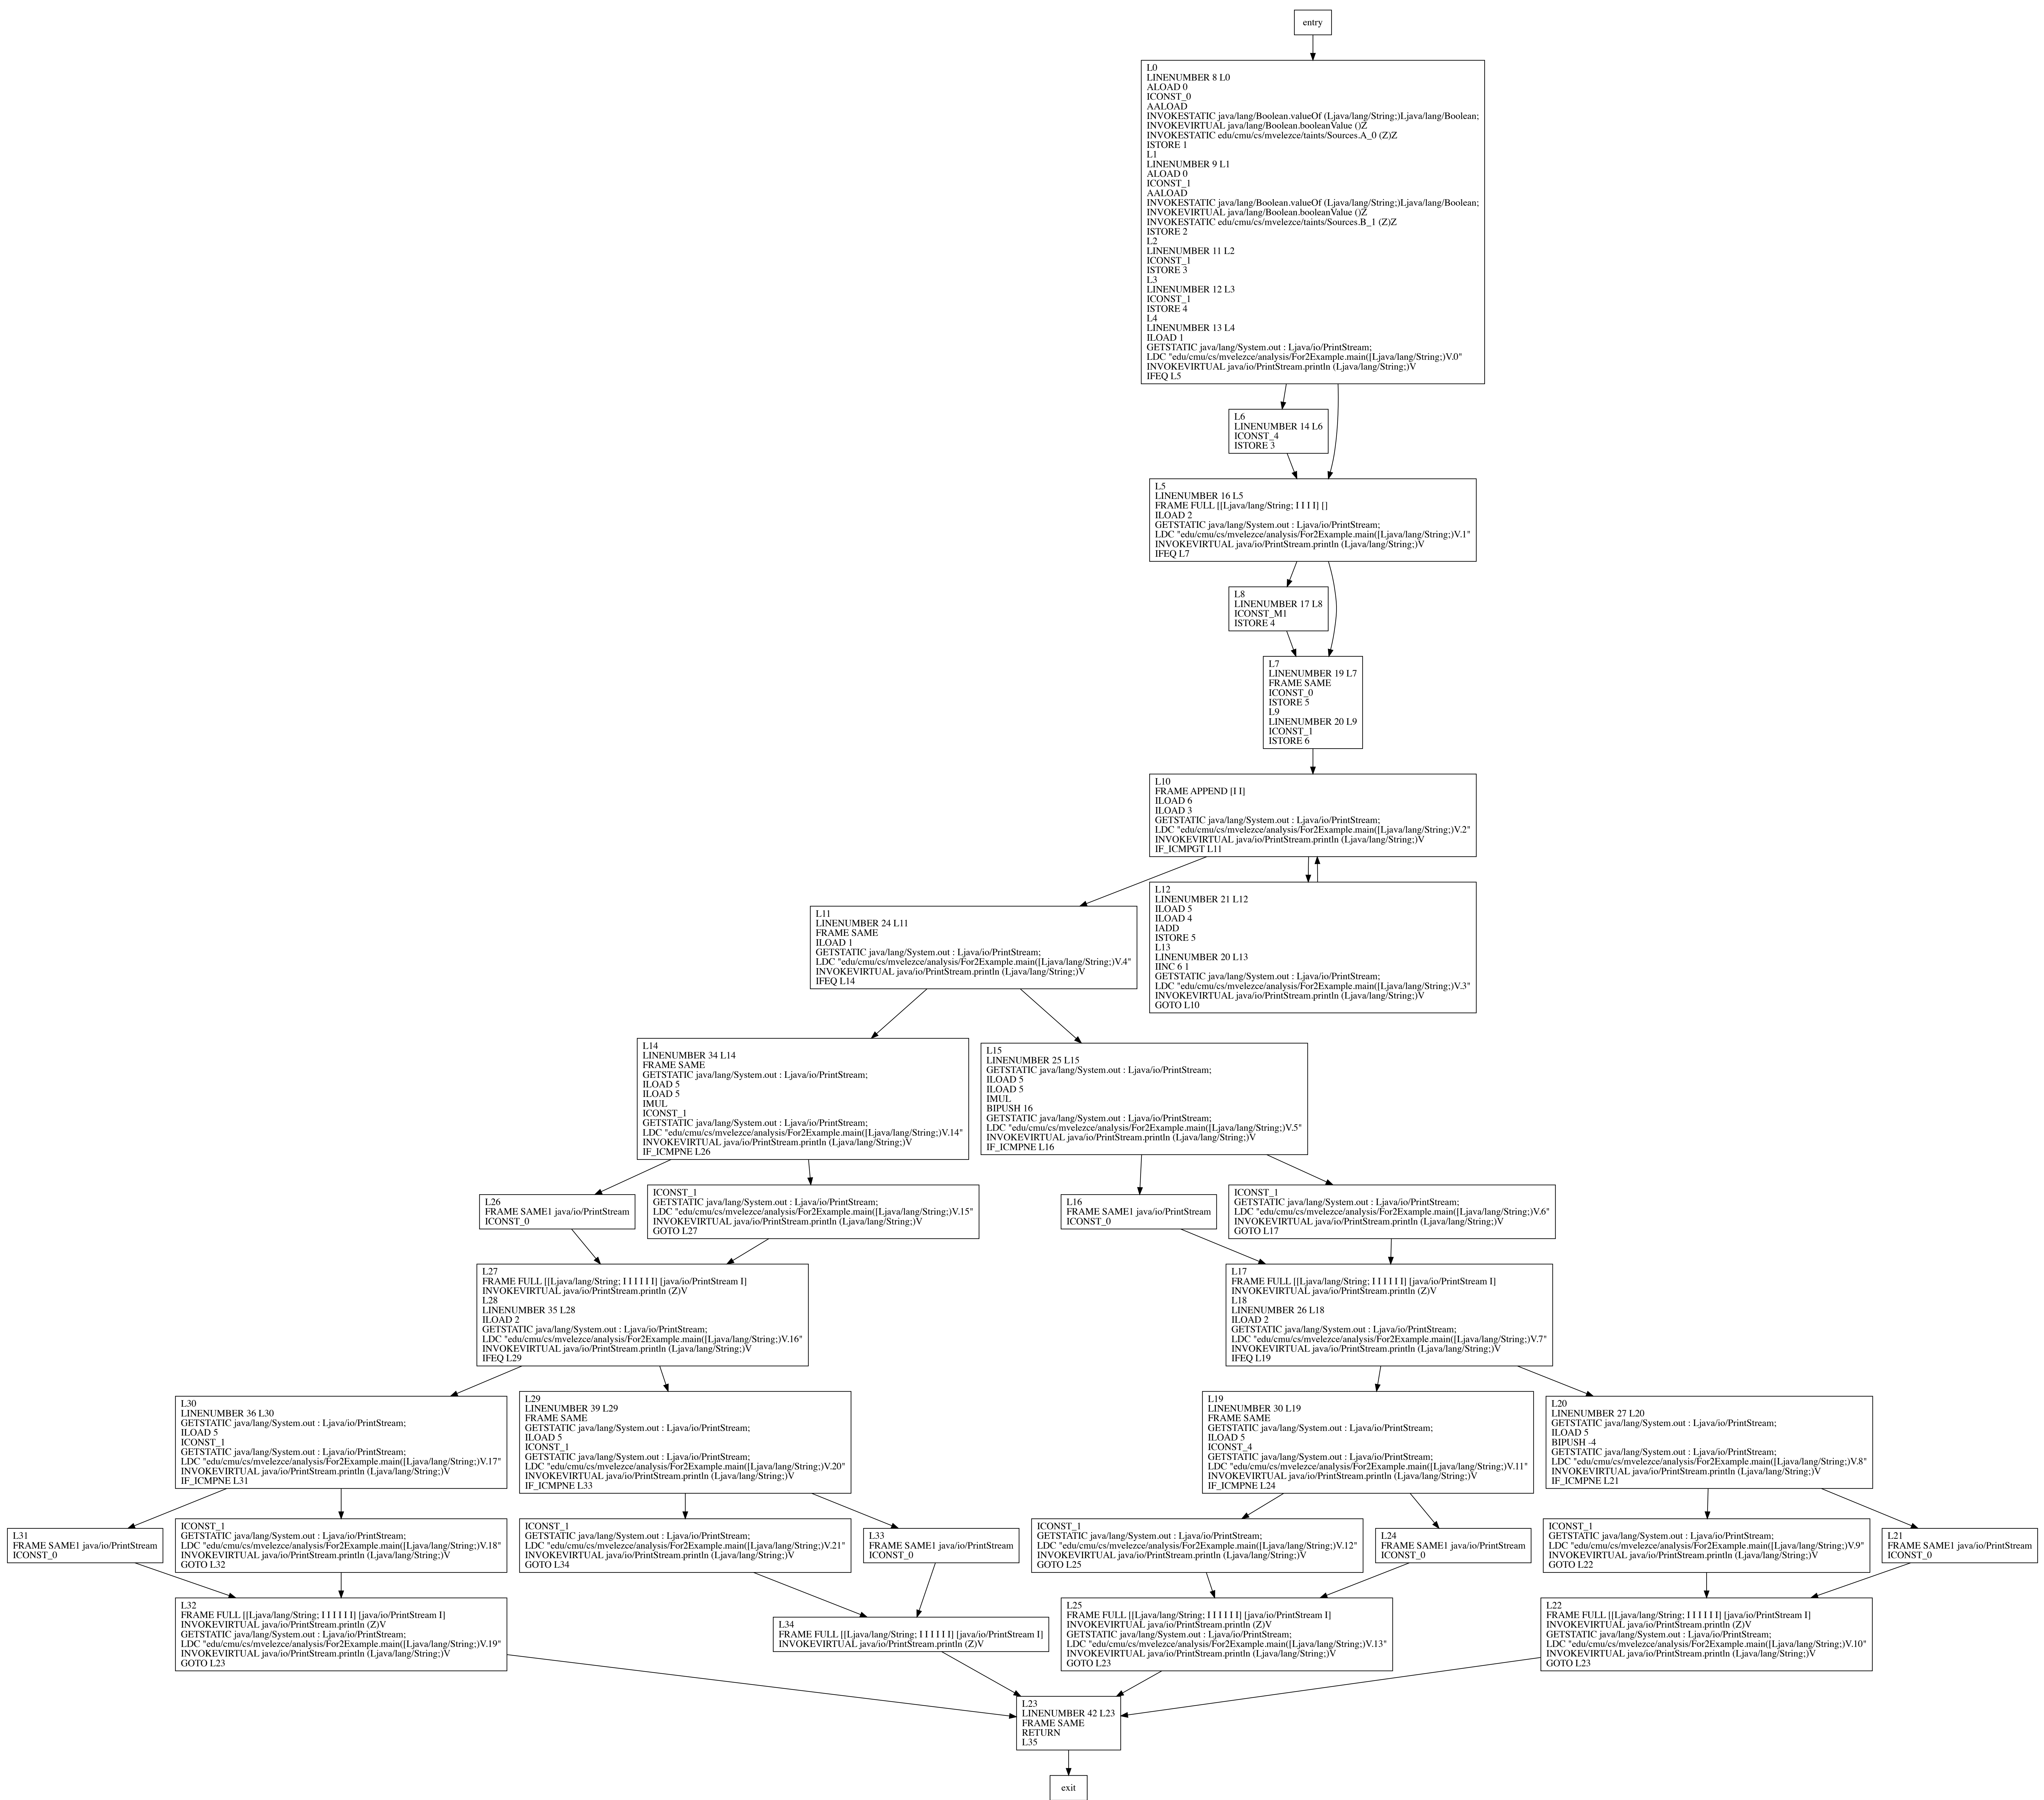 entry
L0
LINENUMBER 8 L0
ALOAD 0
ICONST_0
AALOAD
INVOKESTATIC java/lang/Boolean.valueOf (Ljava/lang/String;)Ljava/lang/Boolean;
INVOKEVIRTUAL java/lang/Boolean.booleanValue ()Z
INVOKESTATIC edu/cmu/cs/mvelezce/taints/Sources.A_0 (Z)Z
ISTORE 1
L1
LINENUMBER 9 L1
ALOAD 0
ICONST_1
AALOAD
INVOKESTATIC java/lang/Boolean.valueOf (Ljava/lang/String;)Ljava/lang/Boolean;
INVOKEVIRTUAL java/lang/Boolean.booleanValue ()Z
INVOKESTATIC edu/cmu/cs/mvelezce/taints/Sources.B_1 (Z)Z
ISTORE 2
L2
LINENUMBER 11 L2
ICONST_1
ISTORE 3
L3
LINENUMBER 12 L3
ICONST_1
ISTORE 4
L4
LINENUMBER 13 L4
ILOAD 1
GETSTATIC java/lang/System.out : Ljava/io/PrintStream;
LDC "edu/cmu/cs/mvelezce/analysis/For2Example.main([Ljava/lang/String;)V.0"
INVOKEVIRTUAL java/io/PrintStream.println (Ljava/lang/String;)V
IFEQ L5
L6
LINENUMBER 14 L6
ICONST_4
ISTORE 3
L5
LINENUMBER 16 L5
FRAME FULL [[Ljava/lang/String; I I I I] []
ILOAD 2
GETSTATIC java/lang/System.out : Ljava/io/PrintStream;
LDC "edu/cmu/cs/mvelezce/analysis/For2Example.main([Ljava/lang/String;)V.1"
INVOKEVIRTUAL java/io/PrintStream.println (Ljava/lang/String;)V
IFEQ L7
L8
LINENUMBER 17 L8
ICONST_M1
ISTORE 4
L7
LINENUMBER 19 L7
FRAME SAME
ICONST_0
ISTORE 5
L9
LINENUMBER 20 L9
ICONST_1
ISTORE 6
L10
FRAME APPEND [I I]
ILOAD 6
ILOAD 3
GETSTATIC java/lang/System.out : Ljava/io/PrintStream;
LDC "edu/cmu/cs/mvelezce/analysis/For2Example.main([Ljava/lang/String;)V.2"
INVOKEVIRTUAL java/io/PrintStream.println (Ljava/lang/String;)V
IF_ICMPGT L11
L12
LINENUMBER 21 L12
ILOAD 5
ILOAD 4
IADD
ISTORE 5
L13
LINENUMBER 20 L13
IINC 6 1
GETSTATIC java/lang/System.out : Ljava/io/PrintStream;
LDC "edu/cmu/cs/mvelezce/analysis/For2Example.main([Ljava/lang/String;)V.3"
INVOKEVIRTUAL java/io/PrintStream.println (Ljava/lang/String;)V
GOTO L10
L11
LINENUMBER 24 L11
FRAME SAME
ILOAD 1
GETSTATIC java/lang/System.out : Ljava/io/PrintStream;
LDC "edu/cmu/cs/mvelezce/analysis/For2Example.main([Ljava/lang/String;)V.4"
INVOKEVIRTUAL java/io/PrintStream.println (Ljava/lang/String;)V
IFEQ L14
L14
LINENUMBER 34 L14
FRAME SAME
GETSTATIC java/lang/System.out : Ljava/io/PrintStream;
ILOAD 5
ILOAD 5
IMUL
ICONST_1
GETSTATIC java/lang/System.out : Ljava/io/PrintStream;
LDC "edu/cmu/cs/mvelezce/analysis/For2Example.main([Ljava/lang/String;)V.14"
INVOKEVIRTUAL java/io/PrintStream.println (Ljava/lang/String;)V
IF_ICMPNE L26
L15
LINENUMBER 25 L15
GETSTATIC java/lang/System.out : Ljava/io/PrintStream;
ILOAD 5
ILOAD 5
IMUL
BIPUSH 16
GETSTATIC java/lang/System.out : Ljava/io/PrintStream;
LDC "edu/cmu/cs/mvelezce/analysis/For2Example.main([Ljava/lang/String;)V.5"
INVOKEVIRTUAL java/io/PrintStream.println (Ljava/lang/String;)V
IF_ICMPNE L16
L26
FRAME SAME1 java/io/PrintStream
ICONST_0
ICONST_1
GETSTATIC java/lang/System.out : Ljava/io/PrintStream;
LDC "edu/cmu/cs/mvelezce/analysis/For2Example.main([Ljava/lang/String;)V.15"
INVOKEVIRTUAL java/io/PrintStream.println (Ljava/lang/String;)V
GOTO L27
L16
FRAME SAME1 java/io/PrintStream
ICONST_0
ICONST_1
GETSTATIC java/lang/System.out : Ljava/io/PrintStream;
LDC "edu/cmu/cs/mvelezce/analysis/For2Example.main([Ljava/lang/String;)V.6"
INVOKEVIRTUAL java/io/PrintStream.println (Ljava/lang/String;)V
GOTO L17
L27
FRAME FULL [[Ljava/lang/String; I I I I I I] [java/io/PrintStream I]
INVOKEVIRTUAL java/io/PrintStream.println (Z)V
L28
LINENUMBER 35 L28
ILOAD 2
GETSTATIC java/lang/System.out : Ljava/io/PrintStream;
LDC "edu/cmu/cs/mvelezce/analysis/For2Example.main([Ljava/lang/String;)V.16"
INVOKEVIRTUAL java/io/PrintStream.println (Ljava/lang/String;)V
IFEQ L29
L17
FRAME FULL [[Ljava/lang/String; I I I I I I] [java/io/PrintStream I]
INVOKEVIRTUAL java/io/PrintStream.println (Z)V
L18
LINENUMBER 26 L18
ILOAD 2
GETSTATIC java/lang/System.out : Ljava/io/PrintStream;
LDC "edu/cmu/cs/mvelezce/analysis/For2Example.main([Ljava/lang/String;)V.7"
INVOKEVIRTUAL java/io/PrintStream.println (Ljava/lang/String;)V
IFEQ L19
L30
LINENUMBER 36 L30
GETSTATIC java/lang/System.out : Ljava/io/PrintStream;
ILOAD 5
ICONST_1
GETSTATIC java/lang/System.out : Ljava/io/PrintStream;
LDC "edu/cmu/cs/mvelezce/analysis/For2Example.main([Ljava/lang/String;)V.17"
INVOKEVIRTUAL java/io/PrintStream.println (Ljava/lang/String;)V
IF_ICMPNE L31
L29
LINENUMBER 39 L29
FRAME SAME
GETSTATIC java/lang/System.out : Ljava/io/PrintStream;
ILOAD 5
ICONST_1
GETSTATIC java/lang/System.out : Ljava/io/PrintStream;
LDC "edu/cmu/cs/mvelezce/analysis/For2Example.main([Ljava/lang/String;)V.20"
INVOKEVIRTUAL java/io/PrintStream.println (Ljava/lang/String;)V
IF_ICMPNE L33
L19
LINENUMBER 30 L19
FRAME SAME
GETSTATIC java/lang/System.out : Ljava/io/PrintStream;
ILOAD 5
ICONST_4
GETSTATIC java/lang/System.out : Ljava/io/PrintStream;
LDC "edu/cmu/cs/mvelezce/analysis/For2Example.main([Ljava/lang/String;)V.11"
INVOKEVIRTUAL java/io/PrintStream.println (Ljava/lang/String;)V
IF_ICMPNE L24
L20
LINENUMBER 27 L20
GETSTATIC java/lang/System.out : Ljava/io/PrintStream;
ILOAD 5
BIPUSH -4
GETSTATIC java/lang/System.out : Ljava/io/PrintStream;
LDC "edu/cmu/cs/mvelezce/analysis/For2Example.main([Ljava/lang/String;)V.8"
INVOKEVIRTUAL java/io/PrintStream.println (Ljava/lang/String;)V
IF_ICMPNE L21
L31
FRAME SAME1 java/io/PrintStream
ICONST_0
ICONST_1
GETSTATIC java/lang/System.out : Ljava/io/PrintStream;
LDC "edu/cmu/cs/mvelezce/analysis/For2Example.main([Ljava/lang/String;)V.18"
INVOKEVIRTUAL java/io/PrintStream.println (Ljava/lang/String;)V
GOTO L32
ICONST_1
GETSTATIC java/lang/System.out : Ljava/io/PrintStream;
LDC "edu/cmu/cs/mvelezce/analysis/For2Example.main([Ljava/lang/String;)V.21"
INVOKEVIRTUAL java/io/PrintStream.println (Ljava/lang/String;)V
GOTO L34
L33
FRAME SAME1 java/io/PrintStream
ICONST_0
ICONST_1
GETSTATIC java/lang/System.out : Ljava/io/PrintStream;
LDC "edu/cmu/cs/mvelezce/analysis/For2Example.main([Ljava/lang/String;)V.12"
INVOKEVIRTUAL java/io/PrintStream.println (Ljava/lang/String;)V
GOTO L25
L24
FRAME SAME1 java/io/PrintStream
ICONST_0
ICONST_1
GETSTATIC java/lang/System.out : Ljava/io/PrintStream;
LDC "edu/cmu/cs/mvelezce/analysis/For2Example.main([Ljava/lang/String;)V.9"
INVOKEVIRTUAL java/io/PrintStream.println (Ljava/lang/String;)V
GOTO L22
L21
FRAME SAME1 java/io/PrintStream
ICONST_0
L32
FRAME FULL [[Ljava/lang/String; I I I I I I] [java/io/PrintStream I]
INVOKEVIRTUAL java/io/PrintStream.println (Z)V
GETSTATIC java/lang/System.out : Ljava/io/PrintStream;
LDC "edu/cmu/cs/mvelezce/analysis/For2Example.main([Ljava/lang/String;)V.19"
INVOKEVIRTUAL java/io/PrintStream.println (Ljava/lang/String;)V
GOTO L23
L34
FRAME FULL [[Ljava/lang/String; I I I I I I] [java/io/PrintStream I]
INVOKEVIRTUAL java/io/PrintStream.println (Z)V
L25
FRAME FULL [[Ljava/lang/String; I I I I I I] [java/io/PrintStream I]
INVOKEVIRTUAL java/io/PrintStream.println (Z)V
GETSTATIC java/lang/System.out : Ljava/io/PrintStream;
LDC "edu/cmu/cs/mvelezce/analysis/For2Example.main([Ljava/lang/String;)V.13"
INVOKEVIRTUAL java/io/PrintStream.println (Ljava/lang/String;)V
GOTO L23
L22
FRAME FULL [[Ljava/lang/String; I I I I I I] [java/io/PrintStream I]
INVOKEVIRTUAL java/io/PrintStream.println (Z)V
GETSTATIC java/lang/System.out : Ljava/io/PrintStream;
LDC "edu/cmu/cs/mvelezce/analysis/For2Example.main([Ljava/lang/String;)V.10"
INVOKEVIRTUAL java/io/PrintStream.println (Ljava/lang/String;)V
GOTO L23
L23
LINENUMBER 42 L23
FRAME SAME
RETURN
L35
exit